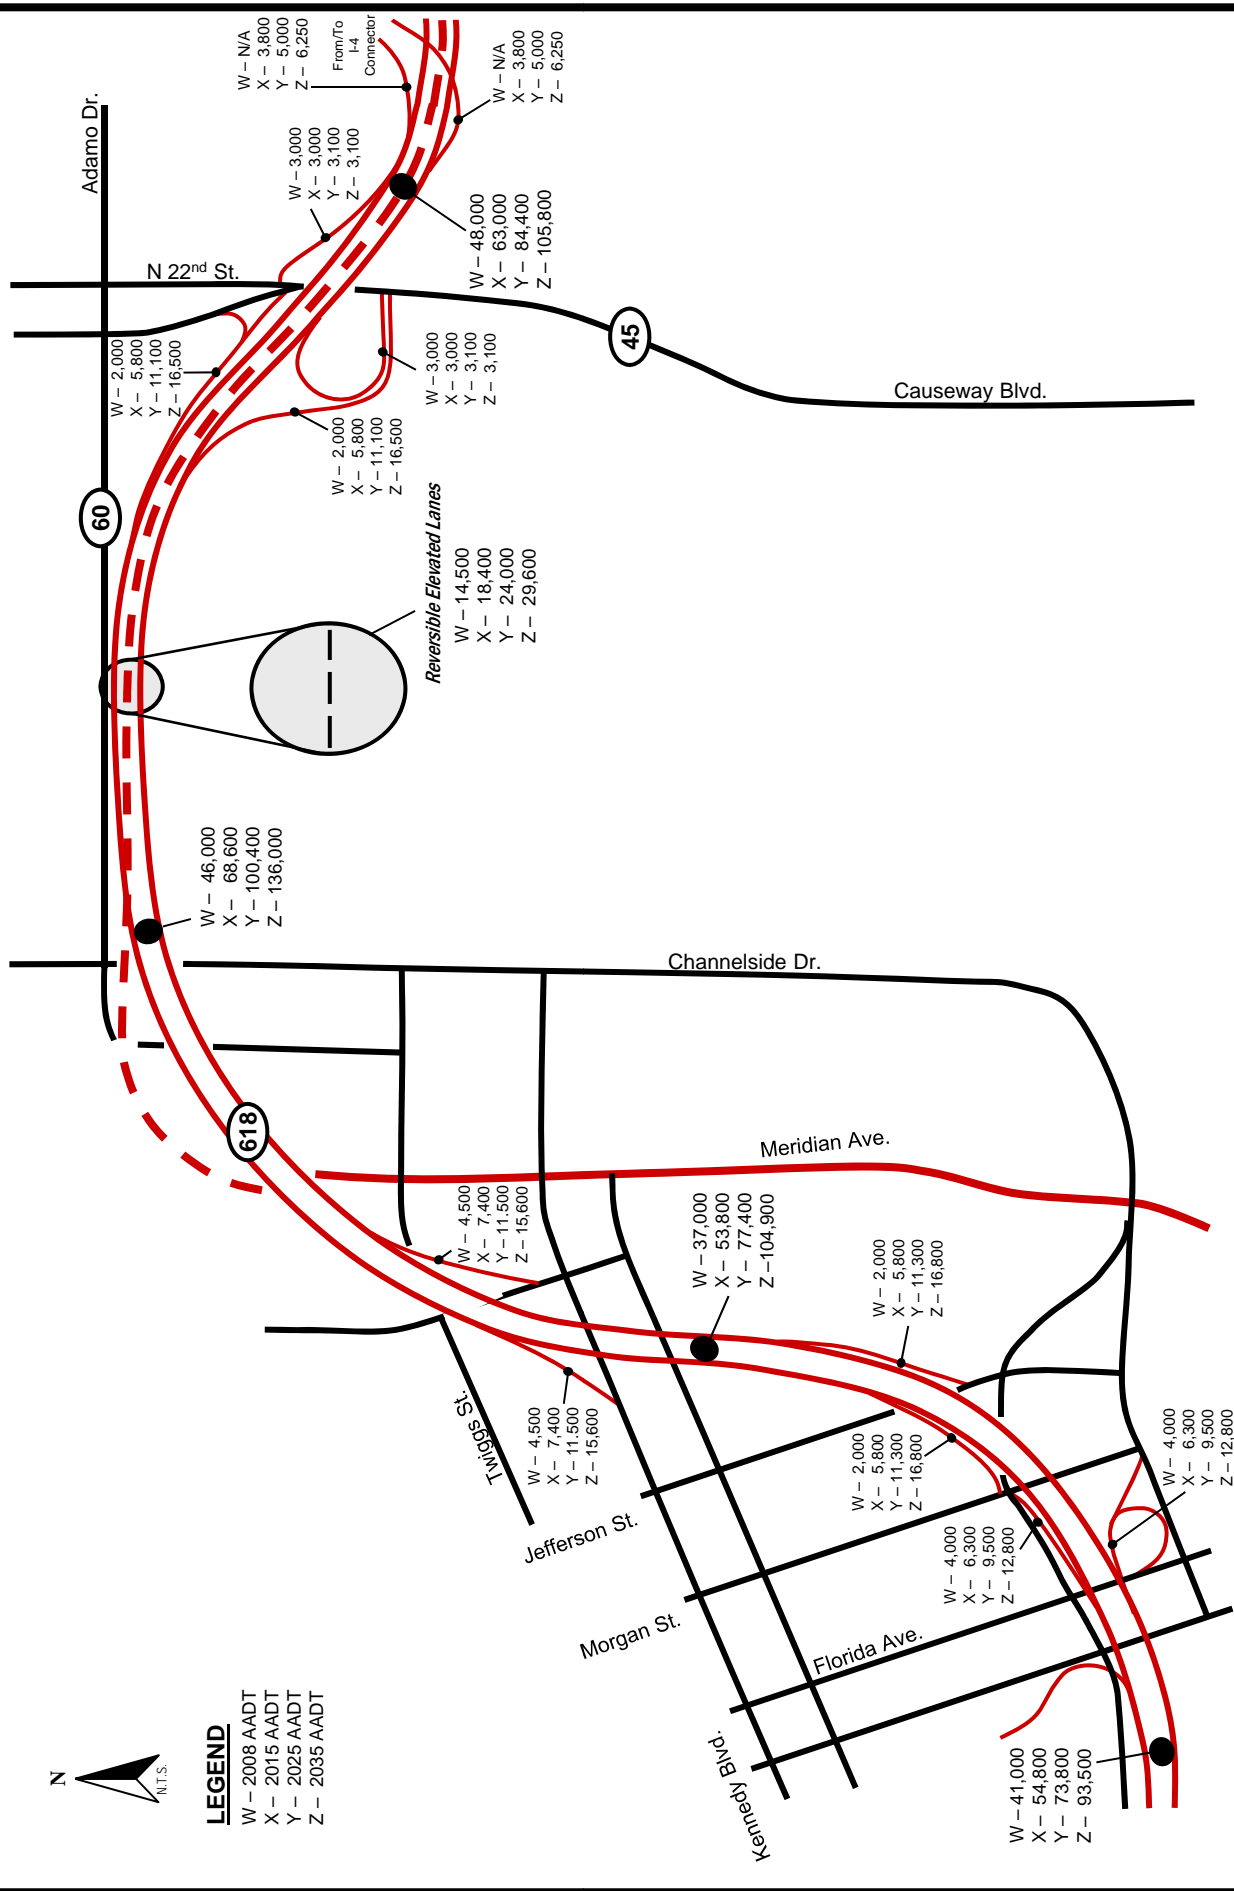 N
N.T.S.
LEGEND
W – 2008 AADT
X – 2015 AADT
Y – 2025 AADT
Z – 2035 AADT
Adamo Dr.
60
N 22nd St.
45
Causeway Blvd.
W – N/A
X – 3,800
Y – 5,000
Z – 6,250
From/To
I-4
Connector
W – N/A
X – 3,800
Y – 5,000
Z – 6,250
W – 3,000
X – 3,000
Y – 3,100
Z – 3,100
W – 48,000
X – 63,000
Y – 84,400
Z – 105,800
W – 2,000
X – 5,800
Y – 11,100
Z – 16,500
W – 3,000
X – 3,000
Y – 3,100
Z – 3,100
W – 2,000
X – 5,800
Y – 11,100
Z – 16,500
Reversible Elevated Lanes
W – 14,500
X – 18,400
Y – 24,000
Z – 29,600
W – 46,000
X – 68,600
Y – 100,400
Z – 136,000
Channelside Dr.
618
Meridian Ave.
W – 4,500
X – 7,400
Y – 11.500
Z – 15,600
W – 37,000
X – 53,800
Y – 77,400
Z –104,900
W – 2,000
X – 5,800
Y – 11,300
Z – 16,800
Twiggs St.
W – 4,500
X – 7,400
Y – 11.500
Z – 15,600
W – 2,000
X – 5,800
Y – 11,300
Z – 16,800
W – 4,000
X – 6,300
Y – 9,500
Z – 12,800
W – 4,000
X – 6,300
Y – 9,500
Z – 12,800
Jefferson St.
Morgan St.
Florida Ave.
Kennedy Blvd.
W – 41,000
X – 54,800
Y – 73,800
Z – 93,500